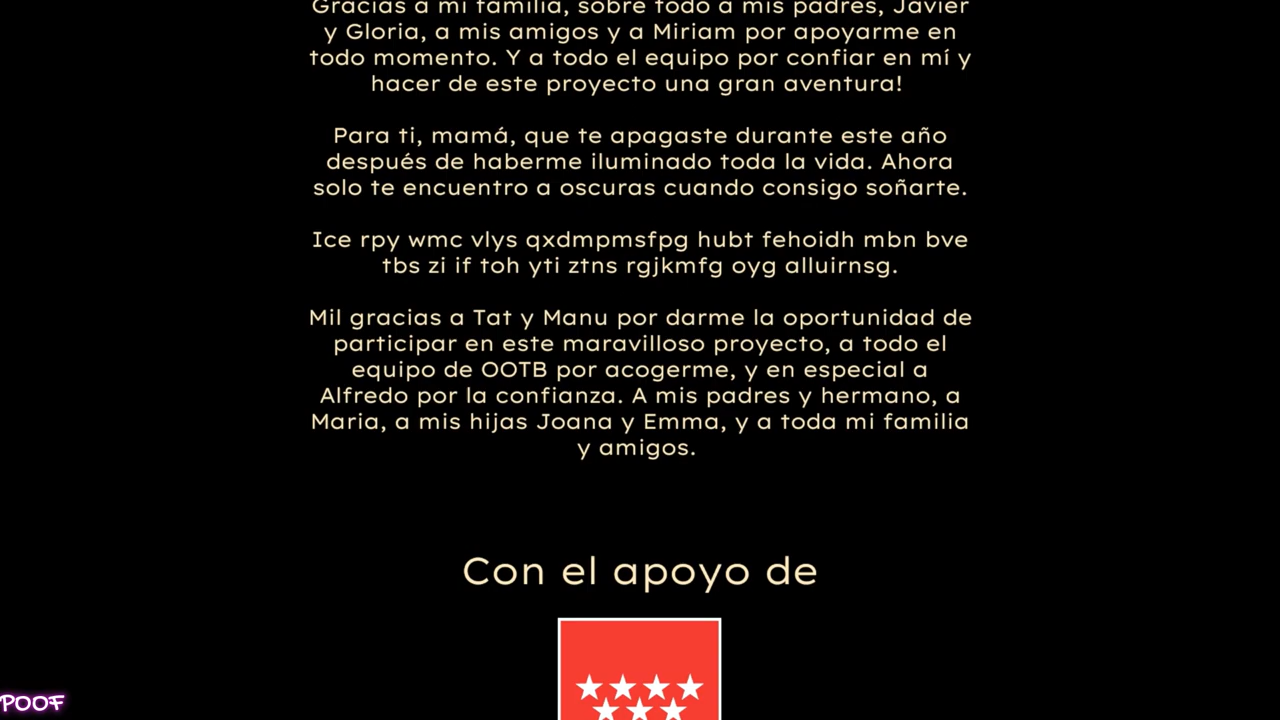 Gracias a mi familia, sobre todo a mis padres, Javier
y Gloria, a mis amigos y a Miriam por apoyarme en
todo momento. Y a todo el equipo por confiar en mí y
hacer de este proyecto una gran aventura!
Para ti, mamá, que te apagaste durante este año
después de haberme iluminado toda la vida. Ahora
solo te encuentro a oscuras cuando consigo soñarte.
Ice rpy wmc vlys qxdmpmsfpg hubt fehoidh mbn bve
tbs zi if toh yti ztns rgjkmfg oyg alluirnsg.
Mil gracias a Tat y Manu por darme la oportunidad de
participar en este maravilloso proyecto, a todo el
equipo de OOTB por acogerme, y en especial a
Alfredo por la confianza. A mis padres y hermano, a
Maria, a mis hijas Joana y Emma, y a toda mi familia
y amigos.
Con el apoyo de
POOF